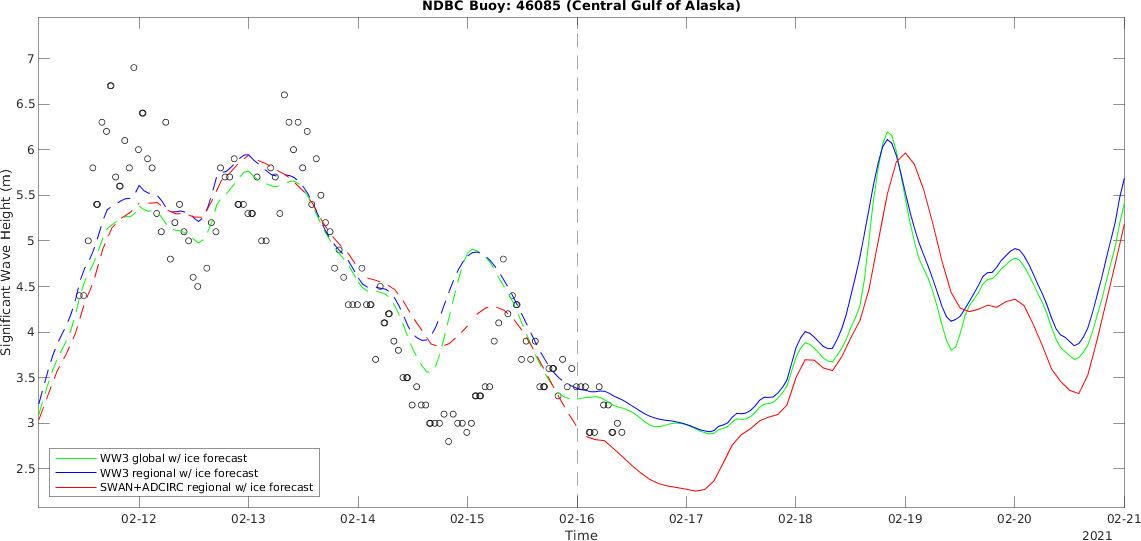 NDBC Buoy: 46085 (Central Gulf of Alaska)
Significant Wave Height (m)
7
6.5
6
5.5
5
4.5
4
3.5
3
2.5
WW3 global w/ ice forecast
WW3 regional w/ ice forecast
SWAN+ADCIRC regional w/ ice forecast
02-12 02-13 02-14 02-15 02-16 02-17 02-18 02-19 02-20 02-21
Time
2021